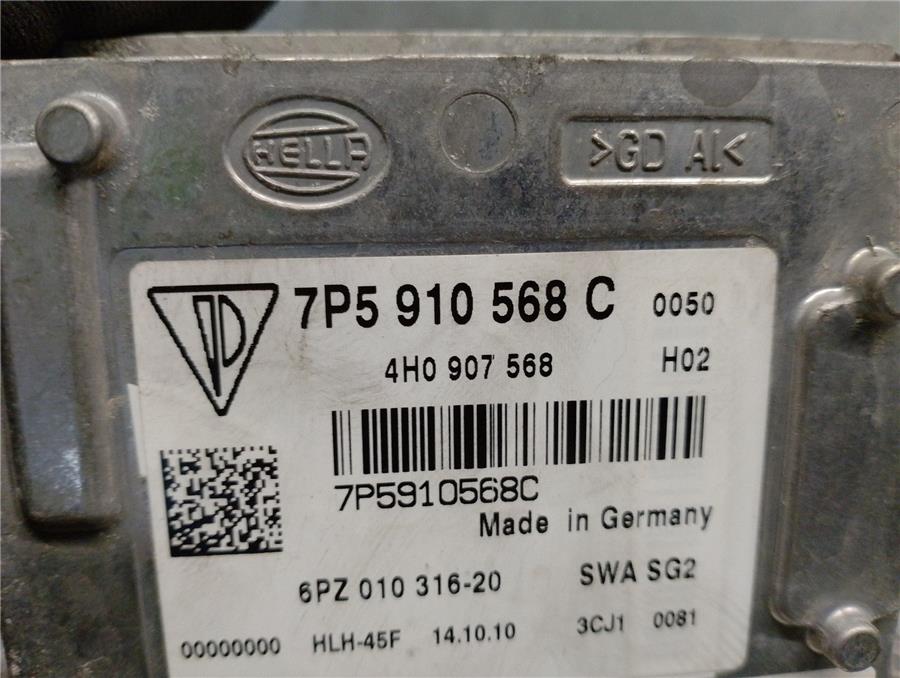 HELLA
>GD AL<
7P5 910 568 C 0050
4H0 907 568 H02
7P5910568C
Made in Germany
6PZ 010 316-20 SWA SG2
00000000 HLH-45F 14.10.10 3CJ1 0081